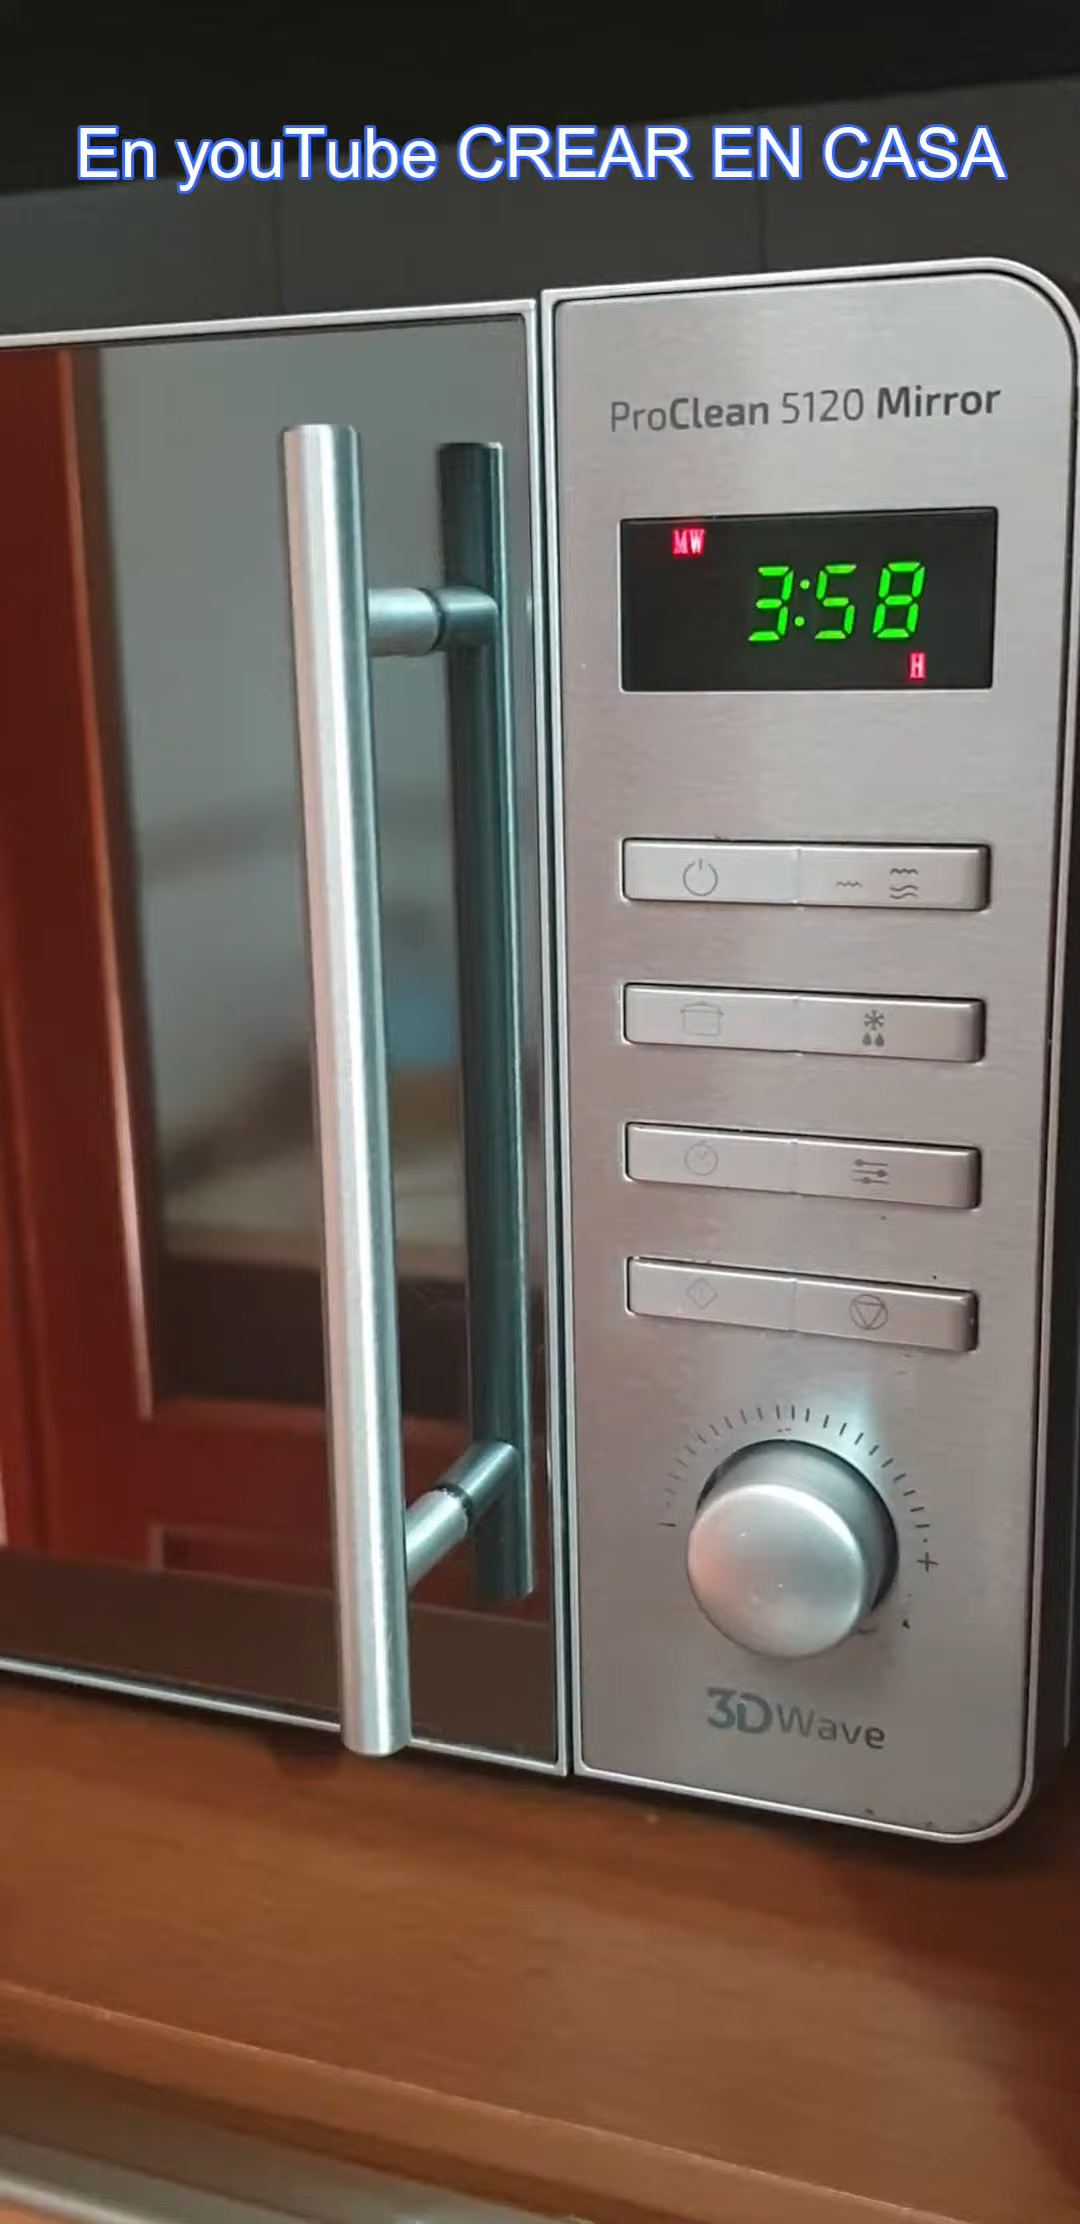 En youTube CREAR EN CASA
ProClean 5120 Mirror
MW
3:58
H
+
3DWave